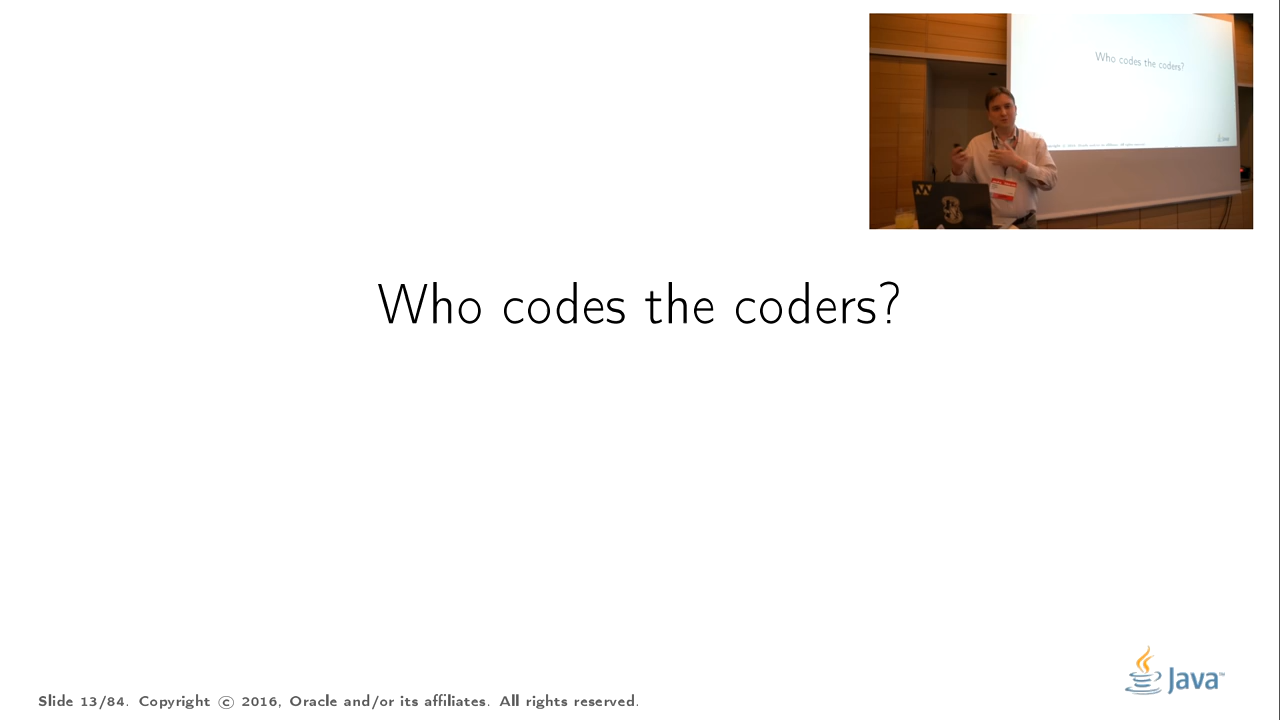 Who codes the coders?
Who codes the coders?
Java™
Slide 13/84. Copyright © 2016, Oracle and/or its affiliates. All rights reserved.